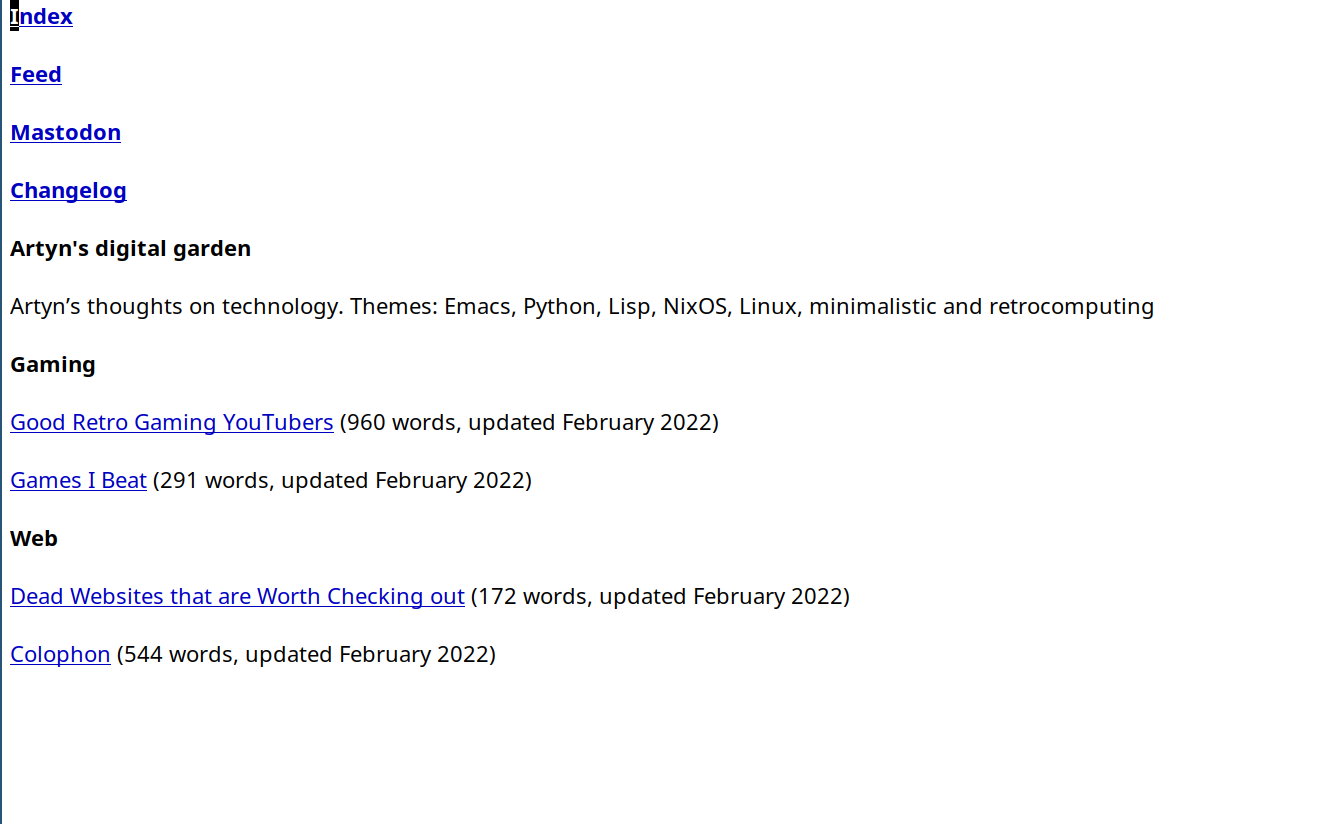 Index
Feed
Mastodon
Changelog
Artyn's digital garden
Artyn’s thoughts on technology. Themes: Emacs, Python, Lisp, NixOS, Linux, minimalistic and retrocomputing
Gaming
Good Retro Gaming YouTubers (960 words, updated February 2022)
Games I Beat (291 words, updated February 2022)
Web
Dead Websites that are Worth Checking out (172 words, updated February 2022)
Colophon (544 words, updated February 2022)